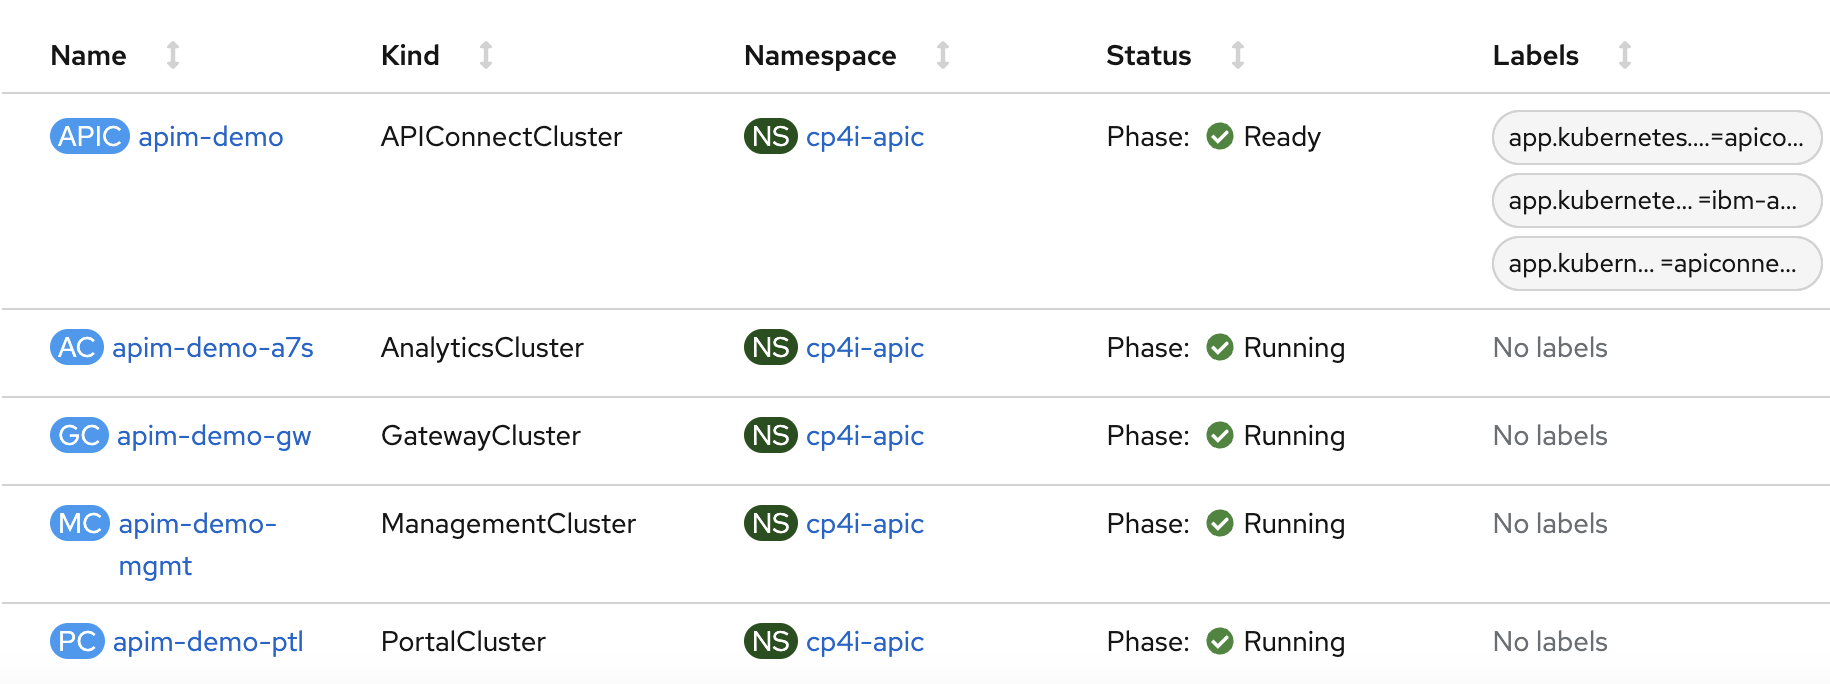 Name Kind Namespace Status Labels
APIC apim-demo APIConnectCluster NS cp4i-apic Phase: Ready app.kubernetes....=apico...
app.kubernete... =ibm-a...
app.kubern... =apiconne...
AC apim-demo-a7s AnalyticsCluster NS cp4i-apic Phase: Running No labels
GC apim-demo-gw GatewayCluster NS cp4i-apic Phase: Running No labels
MC apim-demo- ManagementCluster NS cp4i-apic Phase: Running No labels
mgmt
PC apim-demo-ptl PortalCluster NS cp4i-apic Phase: Running No labels